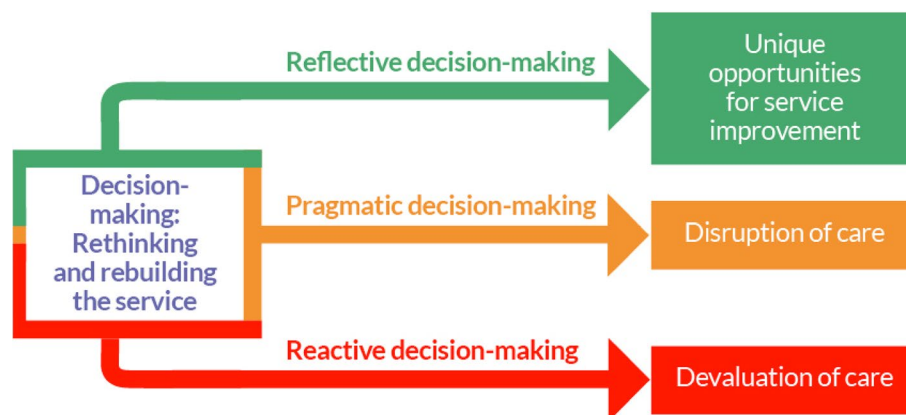 Reflective decision-making
Unique
opportunities
for service
improvement
Decision-
making:
Rethinking
and rebuilding
the service
Pragmatic decision-making
Disruption of care
Reactive decision-making
Devaluation of care